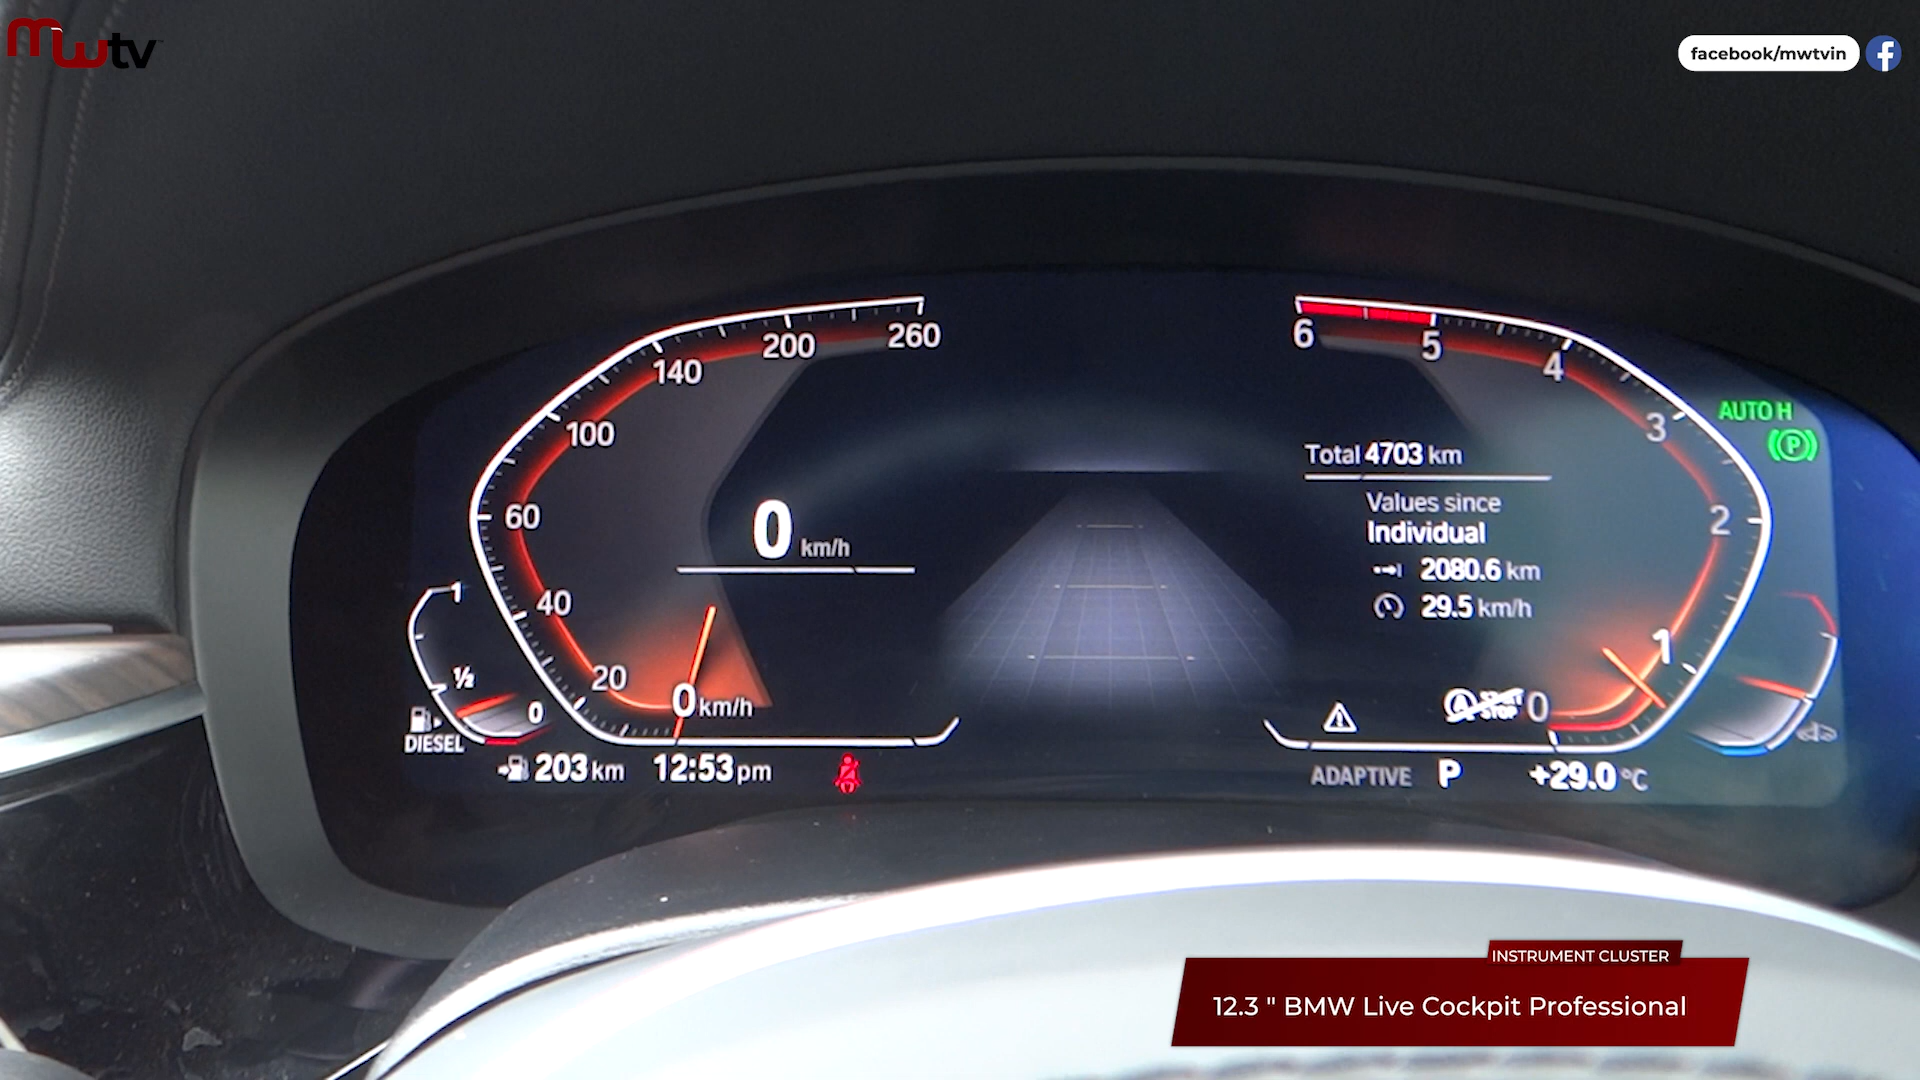 mwtv
facebook/mwtvin
260
200
140
100
60
40
20
0 km/h
0 km/h
1
1/2
0
DIESEL
203 km
12:53 pm
6
5
4
3
2
1
0
AUTO H
P
Total 4703 km
Values since
Individual
2080.6 km
29.5 km/h
A START
STOP
ADAPTIVE
P
+29.0 °C
INSTRUMENT CLUSTER
12.3 " BMW Live Cockpit Professional